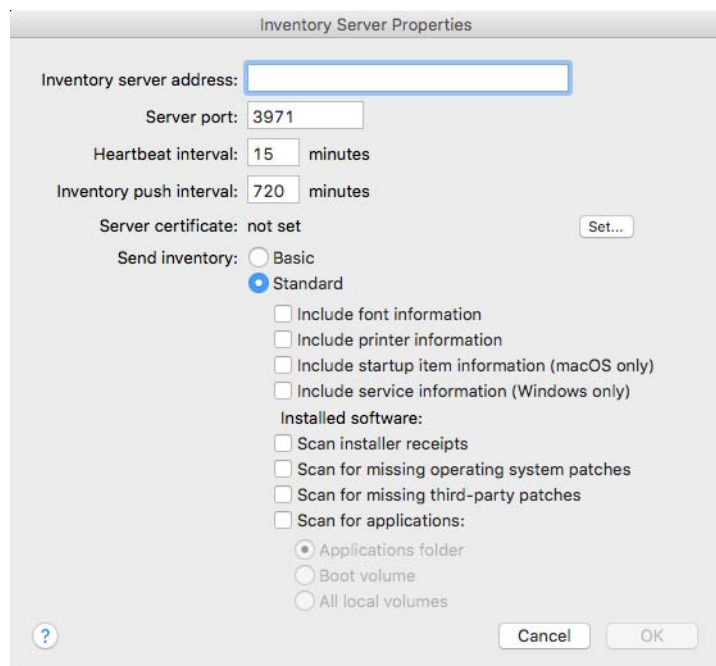 Inventory Server Properties
Inventory server address:
Server port: 3971
Heartbeat interval: 15 minutes
Inventory push interval: 720 minutes
Server certificate: not set Set...
Send inventory: Basic
Standard
Include font information
Include printer information
Include startup item information (macOS only)
Include service information (Windows only)
Installed software:
Scan installer receipts
Scan for missing operating system patches
Scan for missing third-party patches
Scan for applications:
Applications folder
Boot volume
All local volumes
? Cancel OK